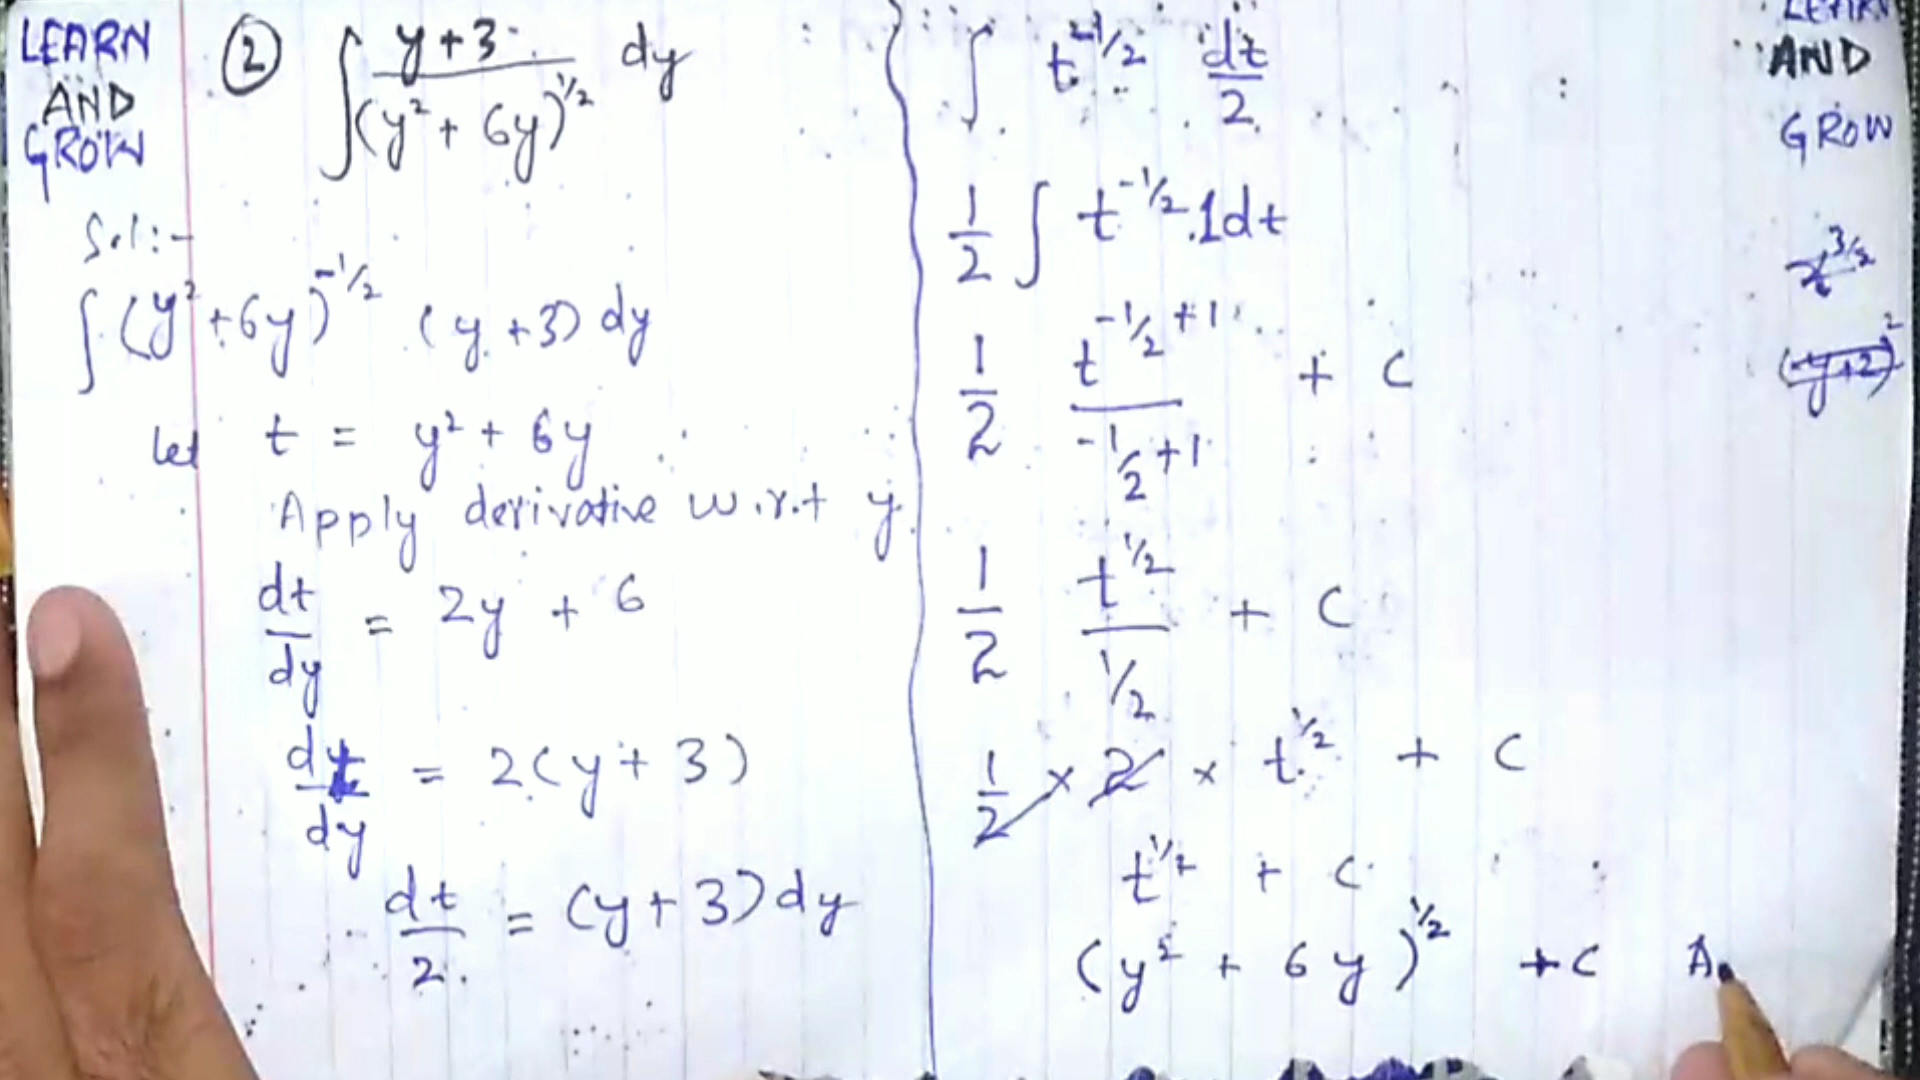 LEARN
AND
GROW
② ∫ (y+3) / (y² + 6y)^½ dy
Sol:-
∫ (y² + 6y)^-1/2 (y + 3) dy
let t = y² + 6y
Apply derivative w.r.t y.
dt/dy = 2y + 6
dt/dy = 2(y + 3)
dt/2 = (y + 3) dy
∫ t^-1/2 dt/2
1/2 ∫ t^-1/2 . 1dt
1/2 t^(-1/2 + 1) / (-1/2 + 1) + C
1/2 t^1/2 / 1/2 + C
1/2 × 2 × t^1/2 + C
t^1/2 + C
(y² + 6y)^1/2 + C A
LEARN
AND
GROW